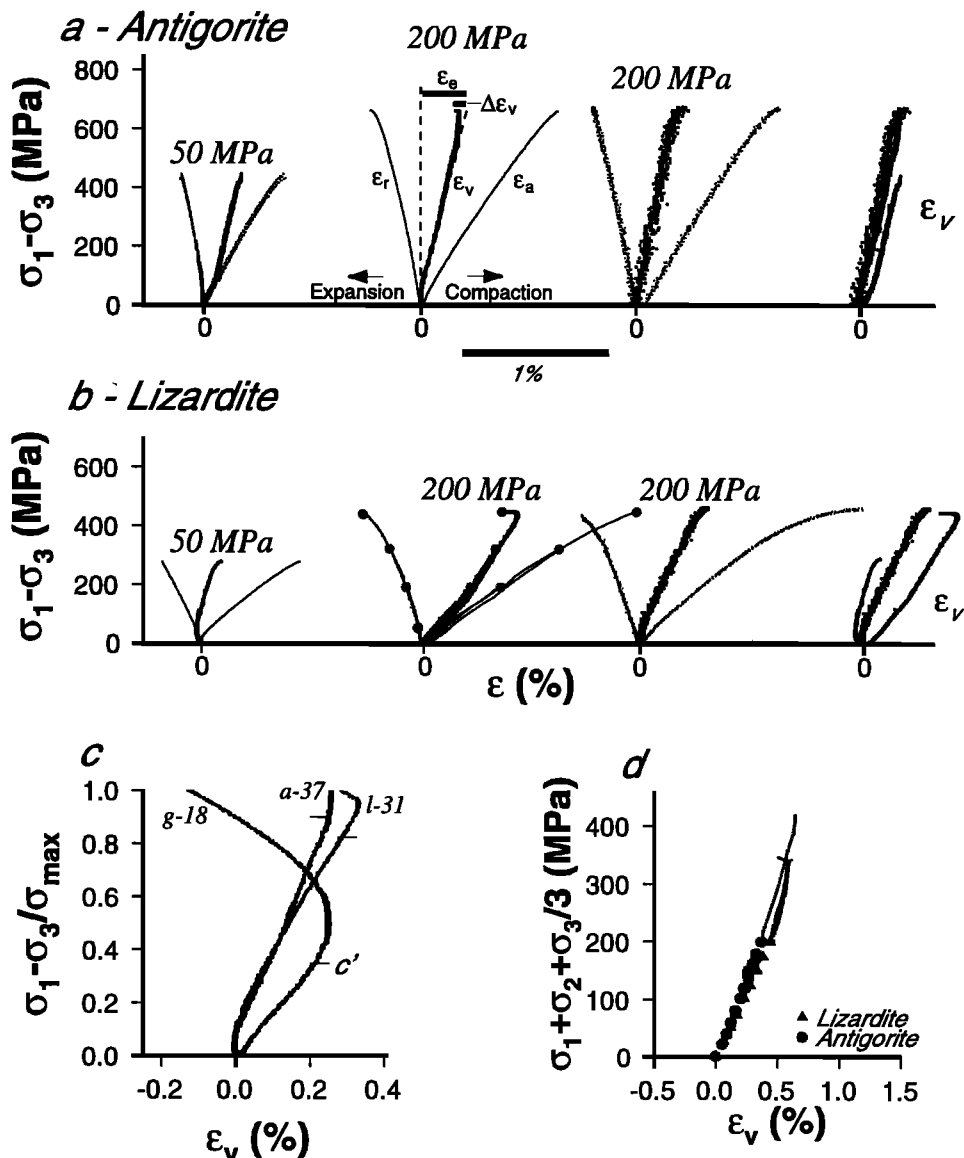 a - Antigorite
200 MPa
800
600
400
200
0
σ1-σ3 (MPa)
50 MPa
εe
Δεv
εr
εv
εa
200 MPa
εv
Expansion
Compaction
0
0
0
0
1%
b - Lizardite
600
400
200
0
σ1-σ3 (MPa)
50 MPa
200 MPa
200 MPa
εv
0
0
0
0
ε (%)
c
1.0
0.8
0.6
0.4
0.2
0.0
σ1-σ3/σmax
g-18
a-37
l-31
c'
-0.2
0.0
0.2
0.4
εv (%)
d
400
300
200
100
0
σ1+σ2+σ3/3 (MPa)
Lizardite
Antigorite
-0.5
0.0
0.5
1.0
1.5
εv (%)